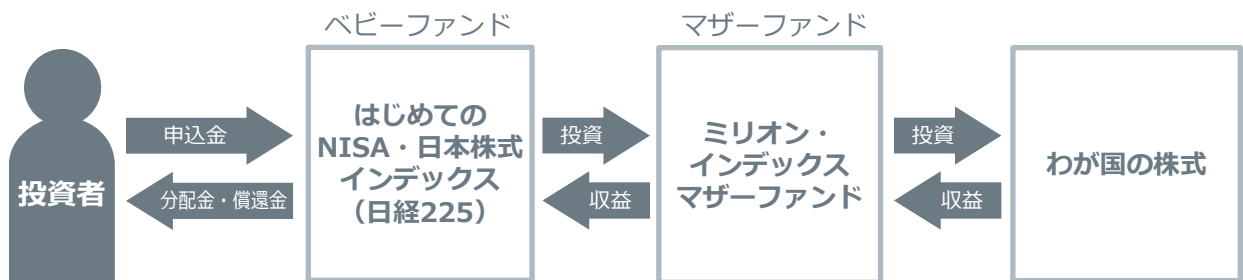 ベビーファンド
マザーファンド
投資者
申込金
分配金・償還金
はじめての
NISA・日本株式
インデックス
（日経225）
投資
収益
ミリオン・
インデックス
マザーファンド
投資
収益
わが国の株式